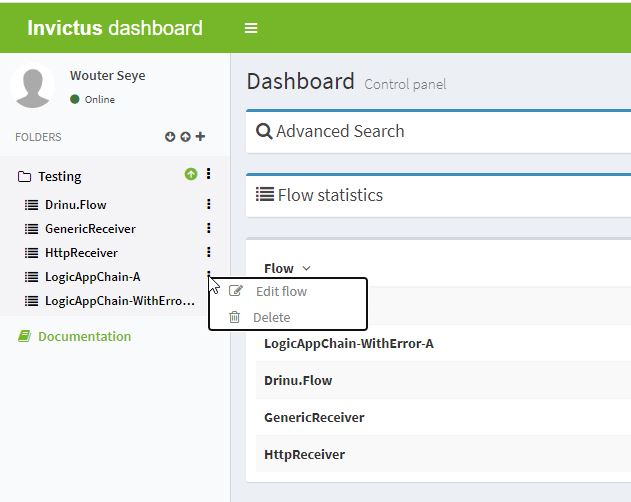 Invictus dashboard
Wouter Seye
Online
FOLDERS
Testing
Drinu.Flow
GenericReceiver
HttpReceiver
LogicAppChain-A
LogicAppChain-WithErro...
Documentation
Edit flow
Delete
Dashboard Control panel
Advanced Search
Flow statistics
Flow
LogicAppChain-WithError-A
Drinu.Flow
GenericReceiver
HttpReceiver